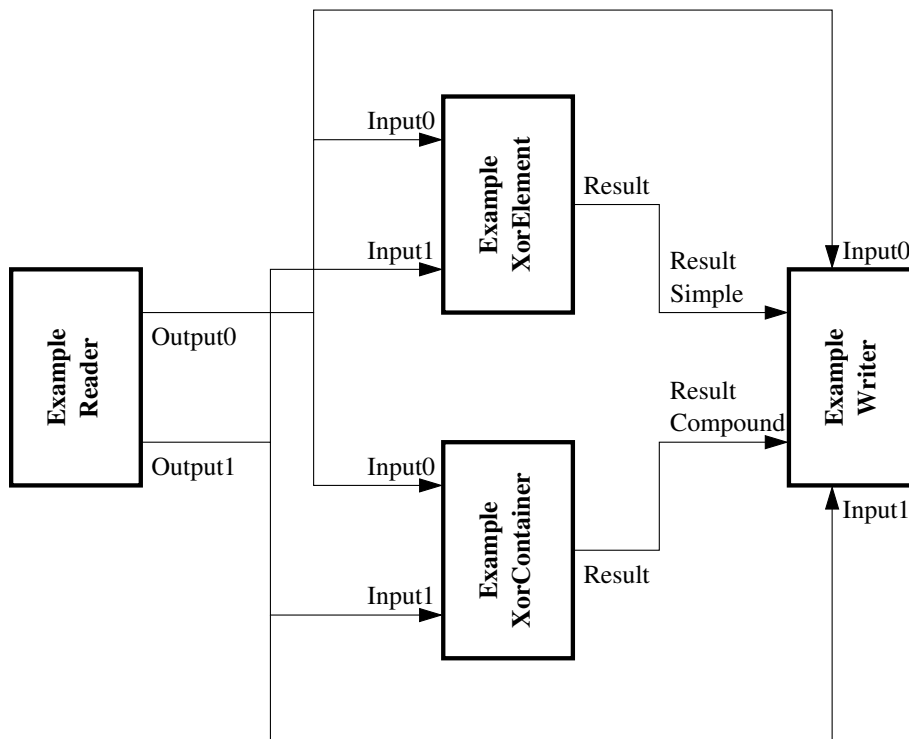 Input0
Example
XorElement
Result
Input1
Input0
Result
Simple
Example
Reader
Output0
Example
Writer
Result
Compound
Output1
Input0
Input1
Example
XorContainer
Result
Input1